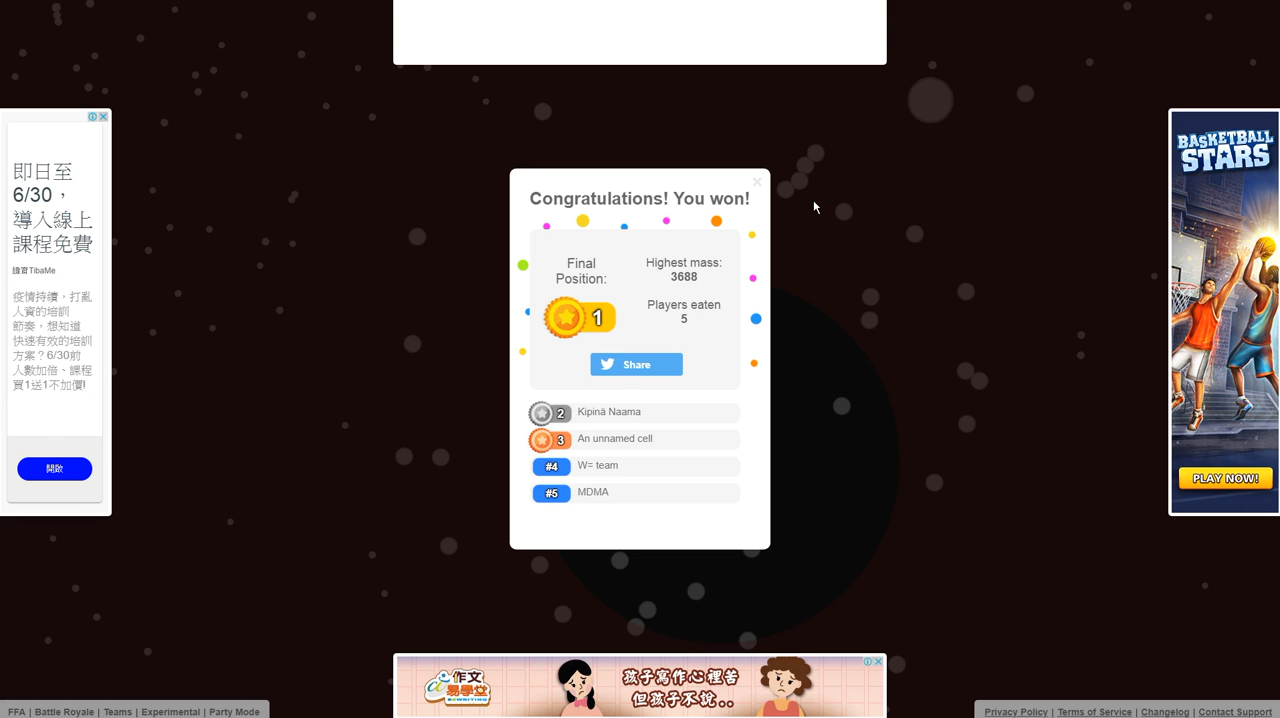 即日至
6/30，
導入線上
課程免費
緯育TibaMe
疫情持續，打亂
人資的培訓
節奏，想知道
快速有效的培訓
方案？6/30前
人數加倍、課程
買1送1不加價!
開啟
Congratulations! You won!
Final
Position:
1
Highest mass:
3688
Players eaten
5
Share
2 Kipinä Naama
3 An unnamed cell
#4 W= team
#5 MDMA
BASKETBALL
STARS
PLAY NOW!
作文
易學堂
孩子寫作心裡苦
但孩子不說..
FFA | Battle Royale | Teams | Experimental | Party Mode
Privacy Policy | Terms of Service | Changelog | Contact Support